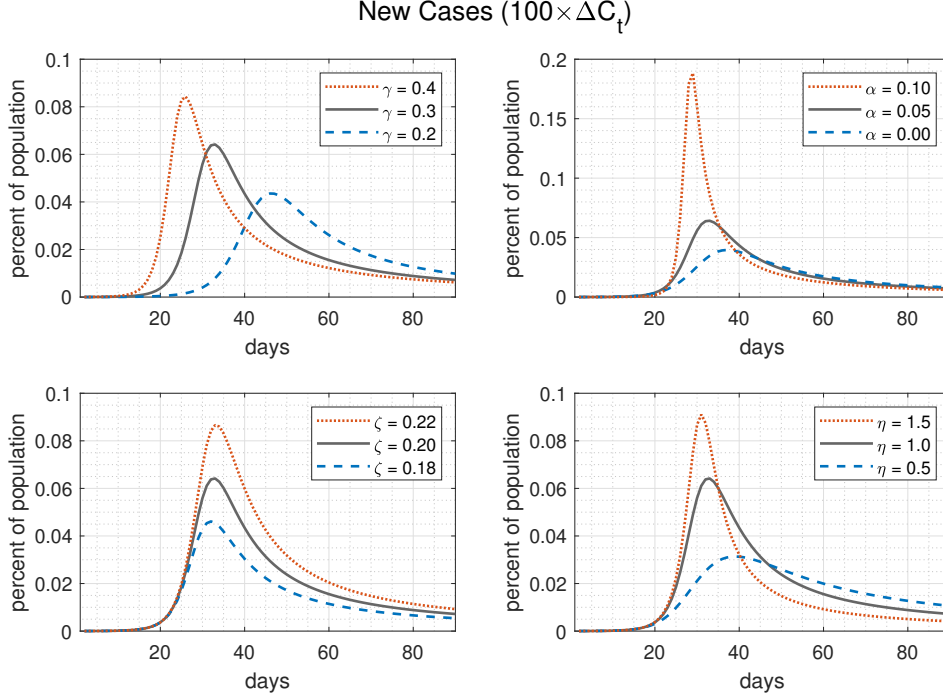 New Cases (100×ΔC_t)
percent of population
0.1
0.08
0.06
0.04
0.02
0
γ = 0.4
γ = 0.3
γ = 0.2
20 40 60 80
days
percent of population
0.2
0.15
0.1
0.05
0
α = 0.10
α = 0.05
α = 0.00
20 40 60 80
days
percent of population
0.1
0.08
0.06
0.04
0.02
0
ζ = 0.22
ζ = 0.20
ζ = 0.18
20 40 60 80
days
percent of population
0.1
0.08
0.06
0.04
0.02
0
η = 1.5
η = 1.0
η = 0.5
20 40 60 80
days